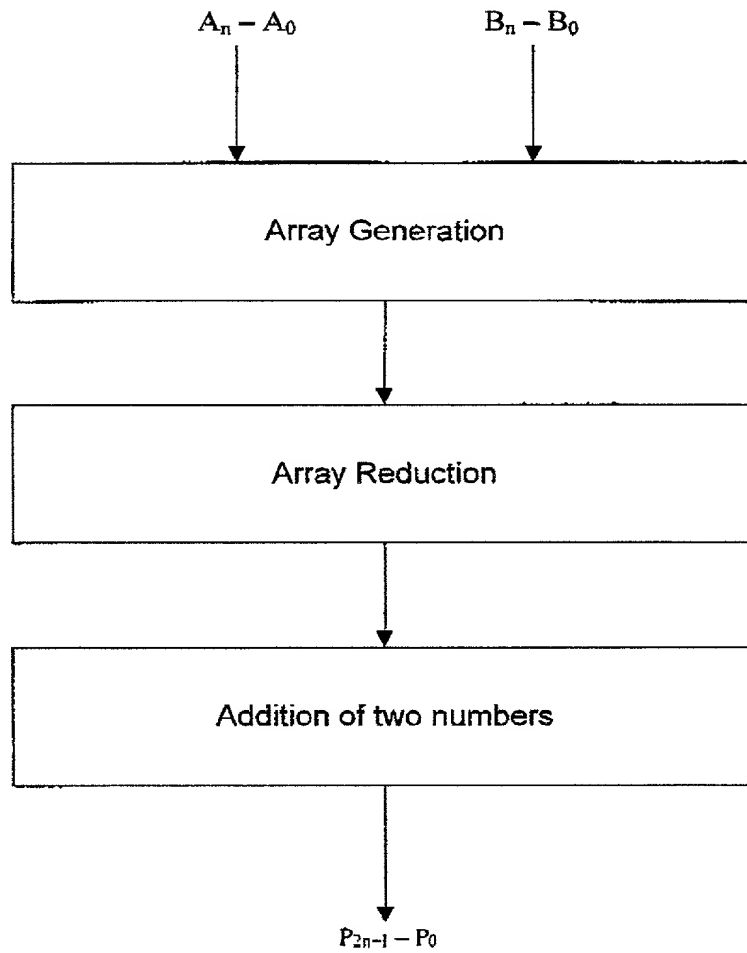 Aₙ – A₀ Bₙ – B₀
Array Generation
Array Reduction
Addition of two numbers
P₂ₙ₋₁ – P₀